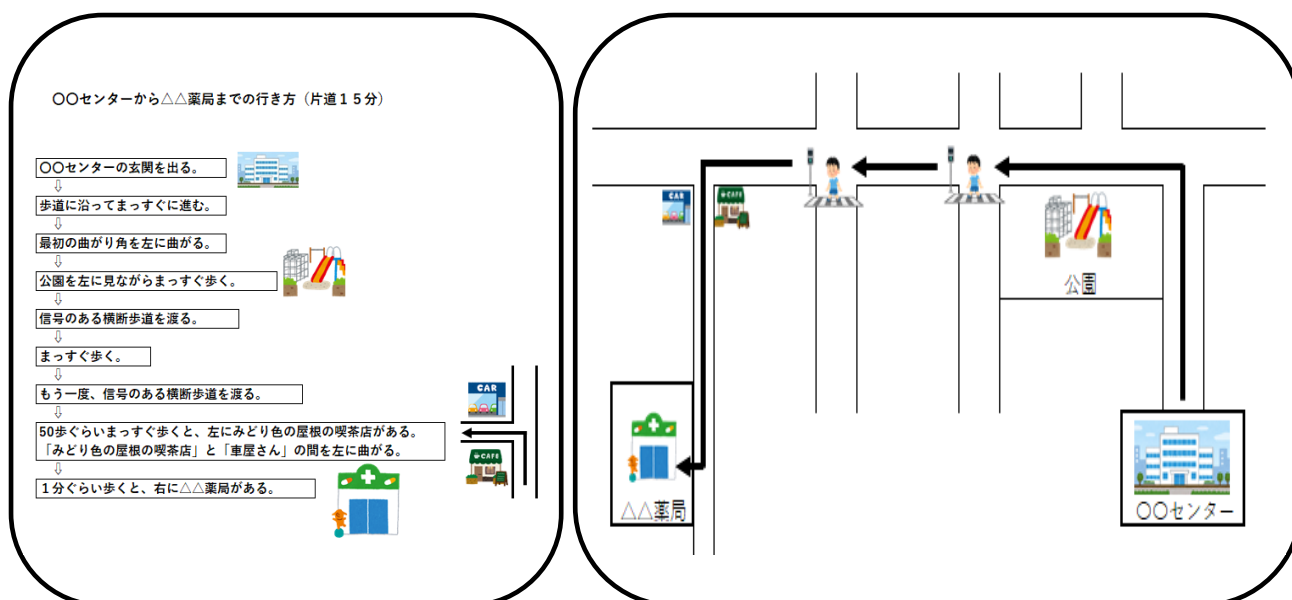 〇〇センターから△△薬局までの行き方（片道１５分）
〇〇センターの玄関を出る。
⇩
歩道に沿ってまっすぐに進む。
⇩
最初の曲がり角を左に曲がる。
⇩
公園を左に見ながらまっすぐ歩く。
⇩
信号のある横断歩道を渡る。
⇩
まっすぐ歩く。
⇩
もう一度、信号のある横断歩道を渡る。
⇩
50歩ぐらいまっすぐ歩くと、左にみどり色の屋根の喫茶店がある。
「みどり色の屋根の喫茶店」と「車屋さん」の間を左に曲がる。
⇩
１分ぐらい歩くと、右に△△薬局がある。
CAR
CAFE
CAR
CAFE
公園
△△薬局
〇〇センター